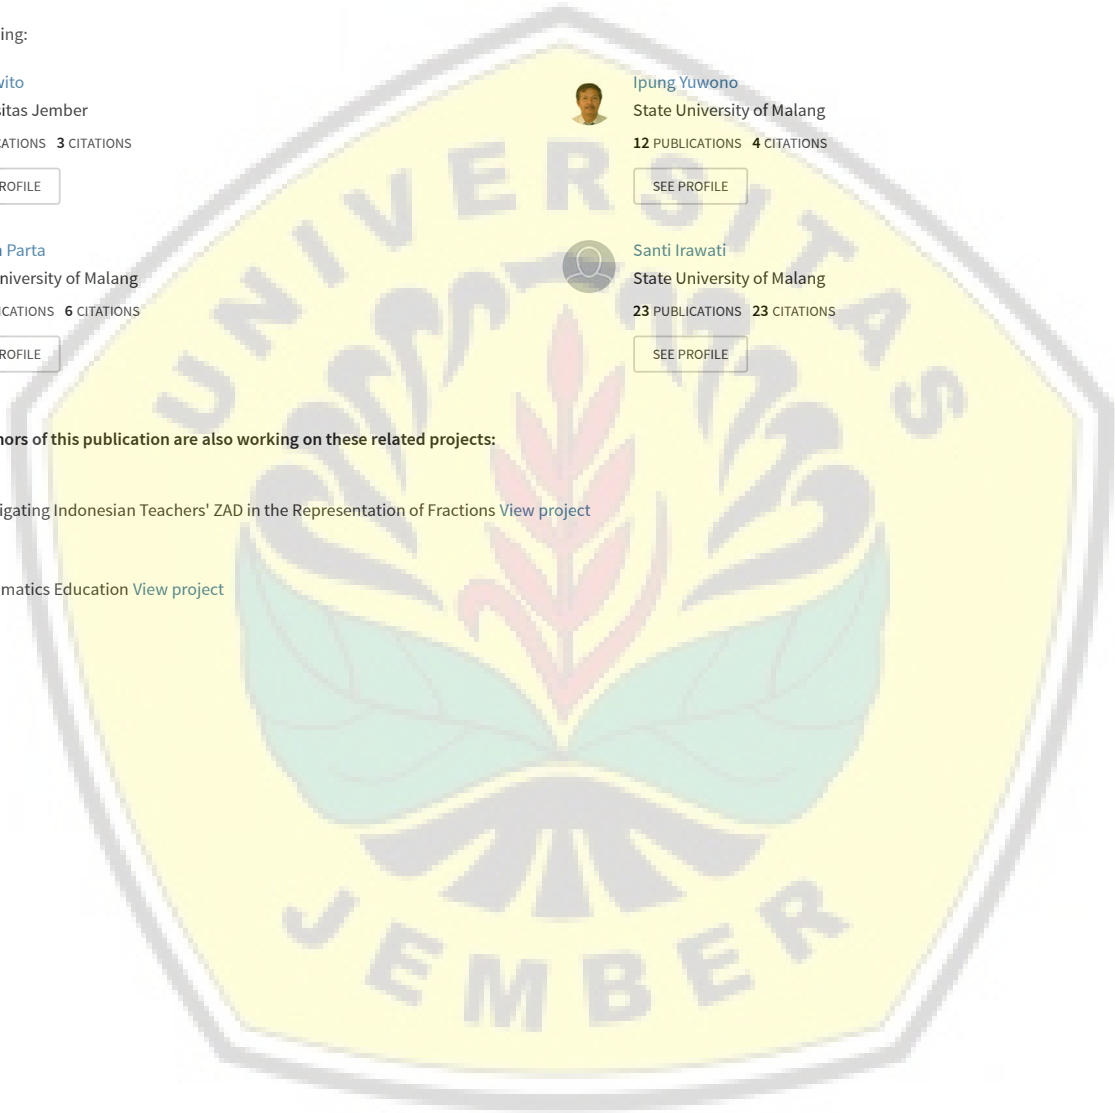 ing:
wito
sitas Jember
CATIONS 3 CITATIONS
ROFILE
Ipung Yuwono
State University of Malang
12 PUBLICATIONS 4 CITATIONS
SEE PROFILE
Parta
niversity of Malang
CATIONS 6 CITATIONS
ROFILE
Santi Irawati
State University of Malang
23 PUBLICATIONS 23 CITATIONS
SEE PROFILE
hors of this publication are also working on these related projects:
igating Indonesian Teachers' ZAD in the Representation of Fractions View project
matics Education View project
UNIVERSITAS
JEMBER